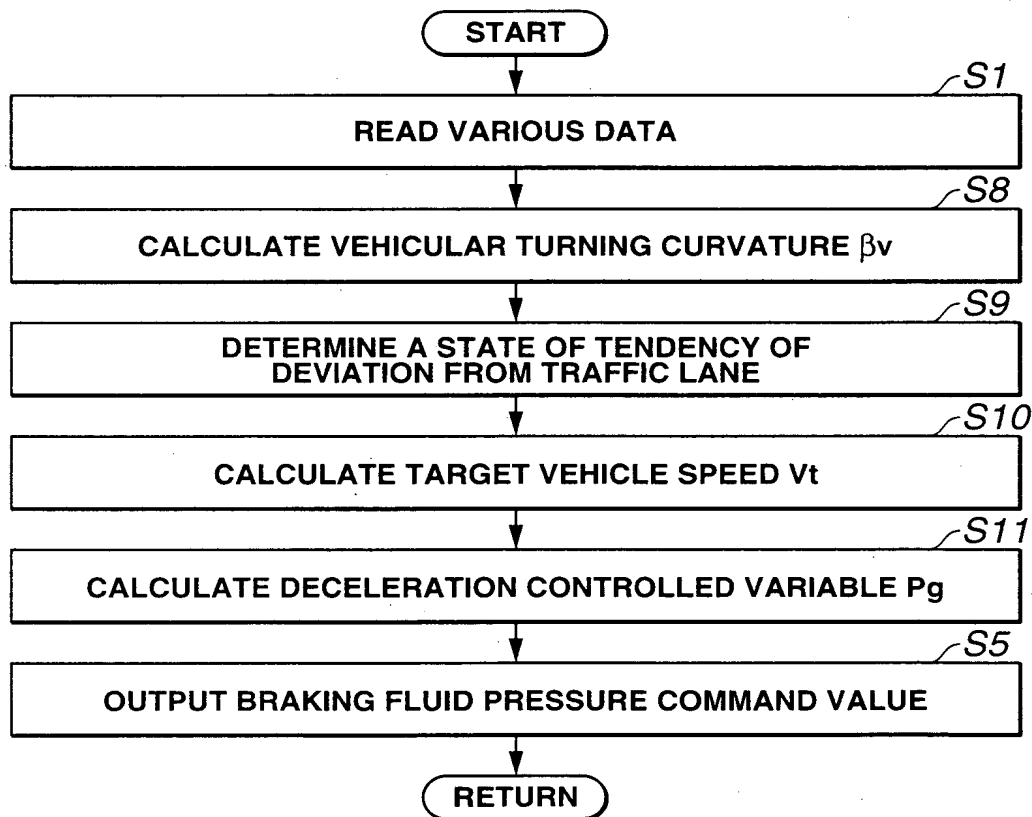 START
S1
READ VARIOUS DATA
S8
CALCULATE VEHICULAR TURNING CURVATURE βv
S9
DETERMINE A STATE OF TENDENCY OF
DEVIATION FROM TRAFFIC LANE
S10
CALCULATE TARGET VEHICLE SPEED Vt
S11
CALCULATE DECELERATION CONTROLLED VARIABLE Pg
S5
OUTPUT BRAKING FLUID PRESSURE COMMAND VALUE
RETURN